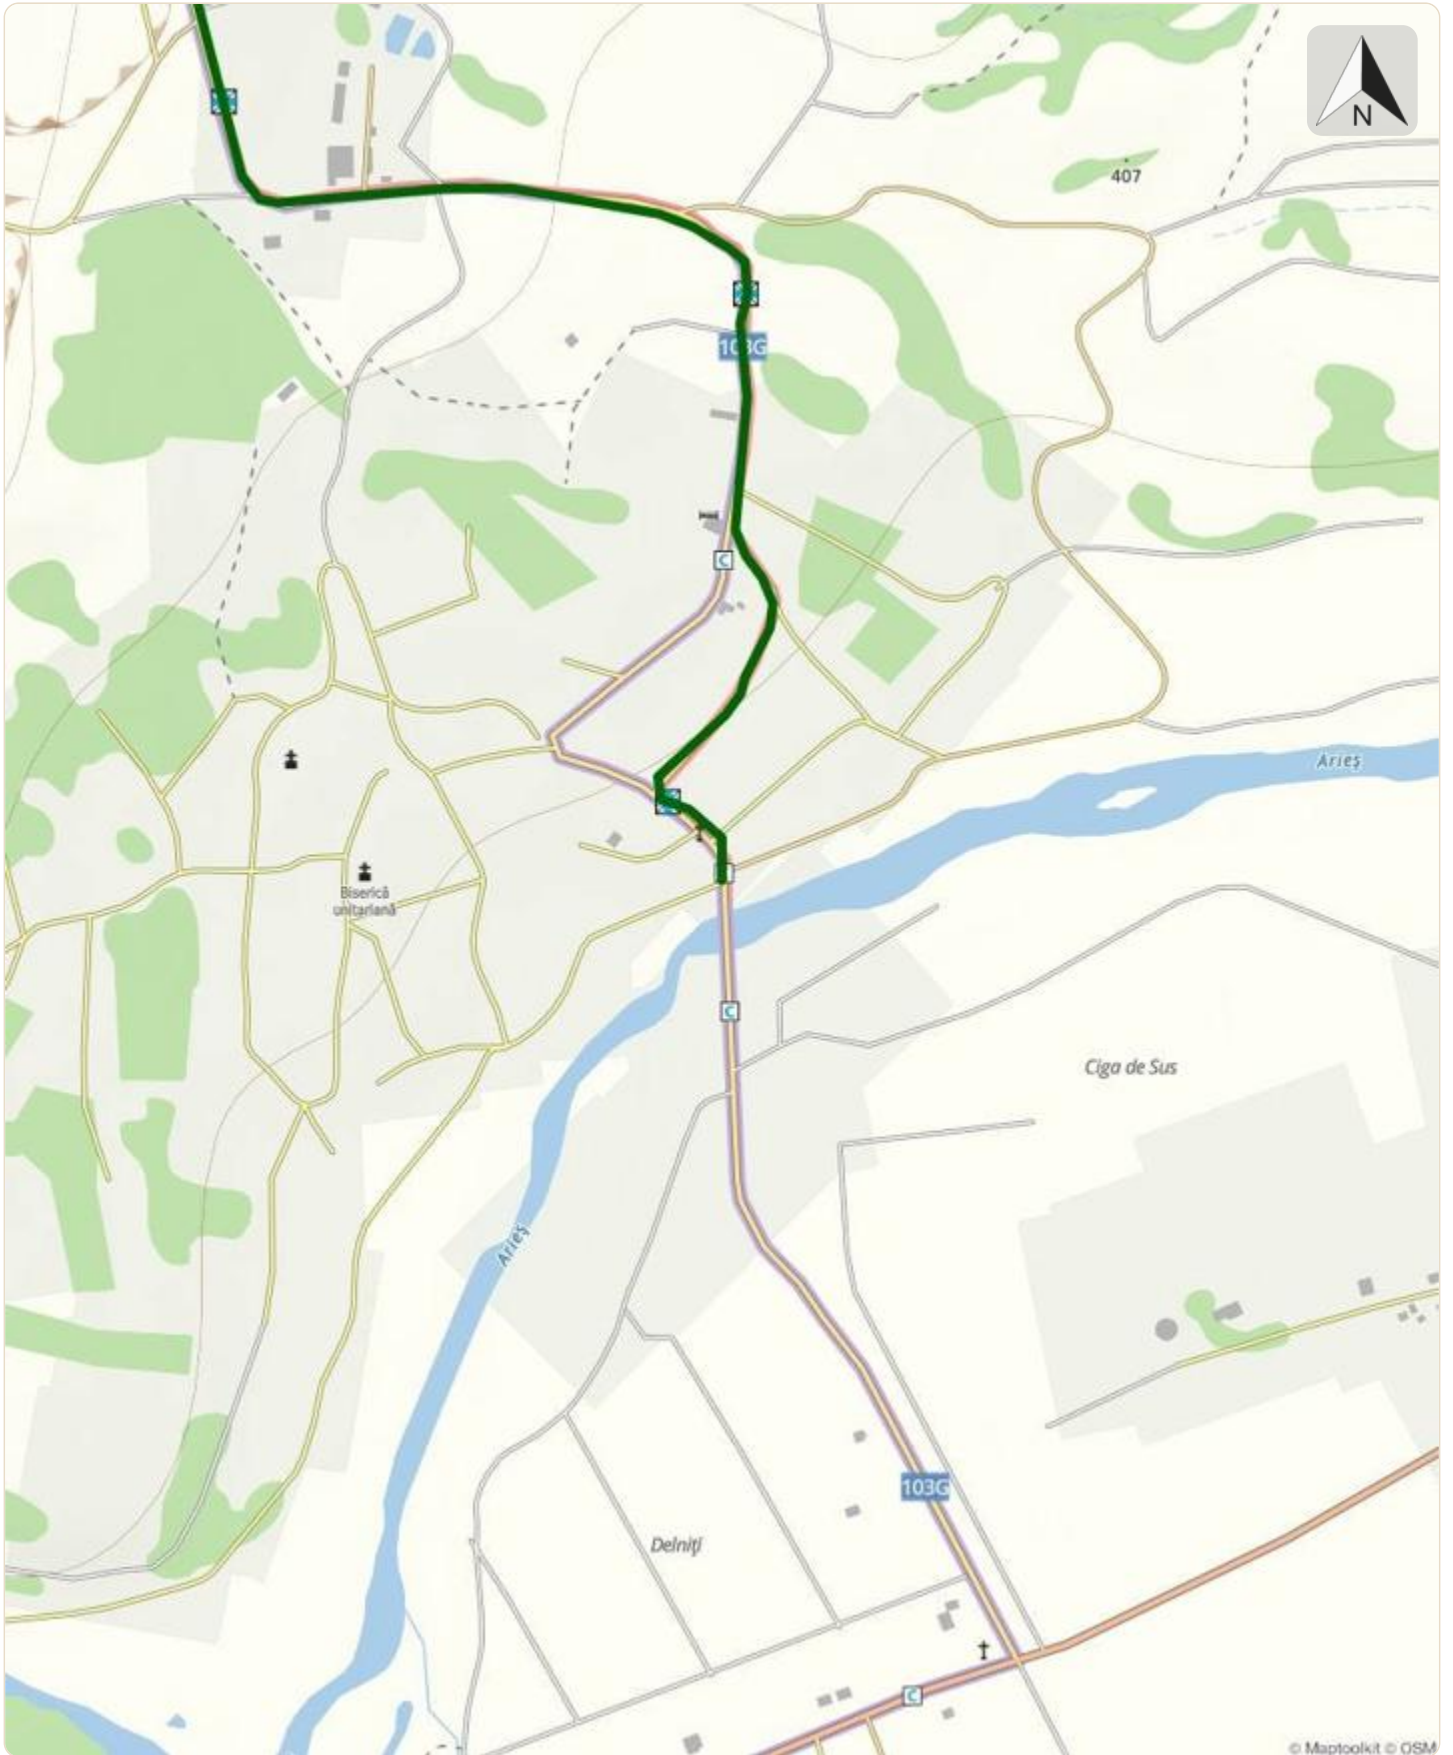 N
407
103G
C
Arieș
Biserică
unitariană
C
Ciga de Sus
Arieș
103G
Delniți
C
© Maptoolkit © OSM